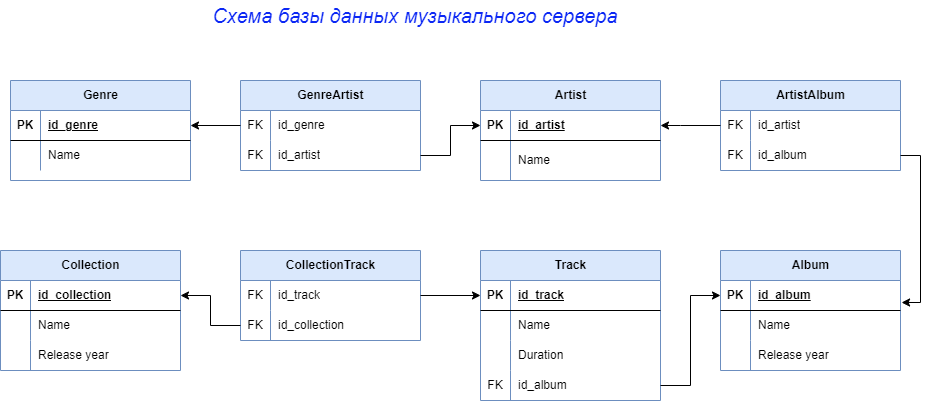 Схема базы данных музыкального сервера
Genre
PK id_genre
Name
GenreArtist
FK id_genre
FK id_artist
Artist
PK id_artist
Name
ArtistAlbum
FK id_artist
FK id_album
Collection
PK id_collection
Name
Release year
CollectionTrack
FK id_track
FK id_collection
Track
PK id_track
Name
Duration
FK id_album
Album
PK id_album
Name
Release year